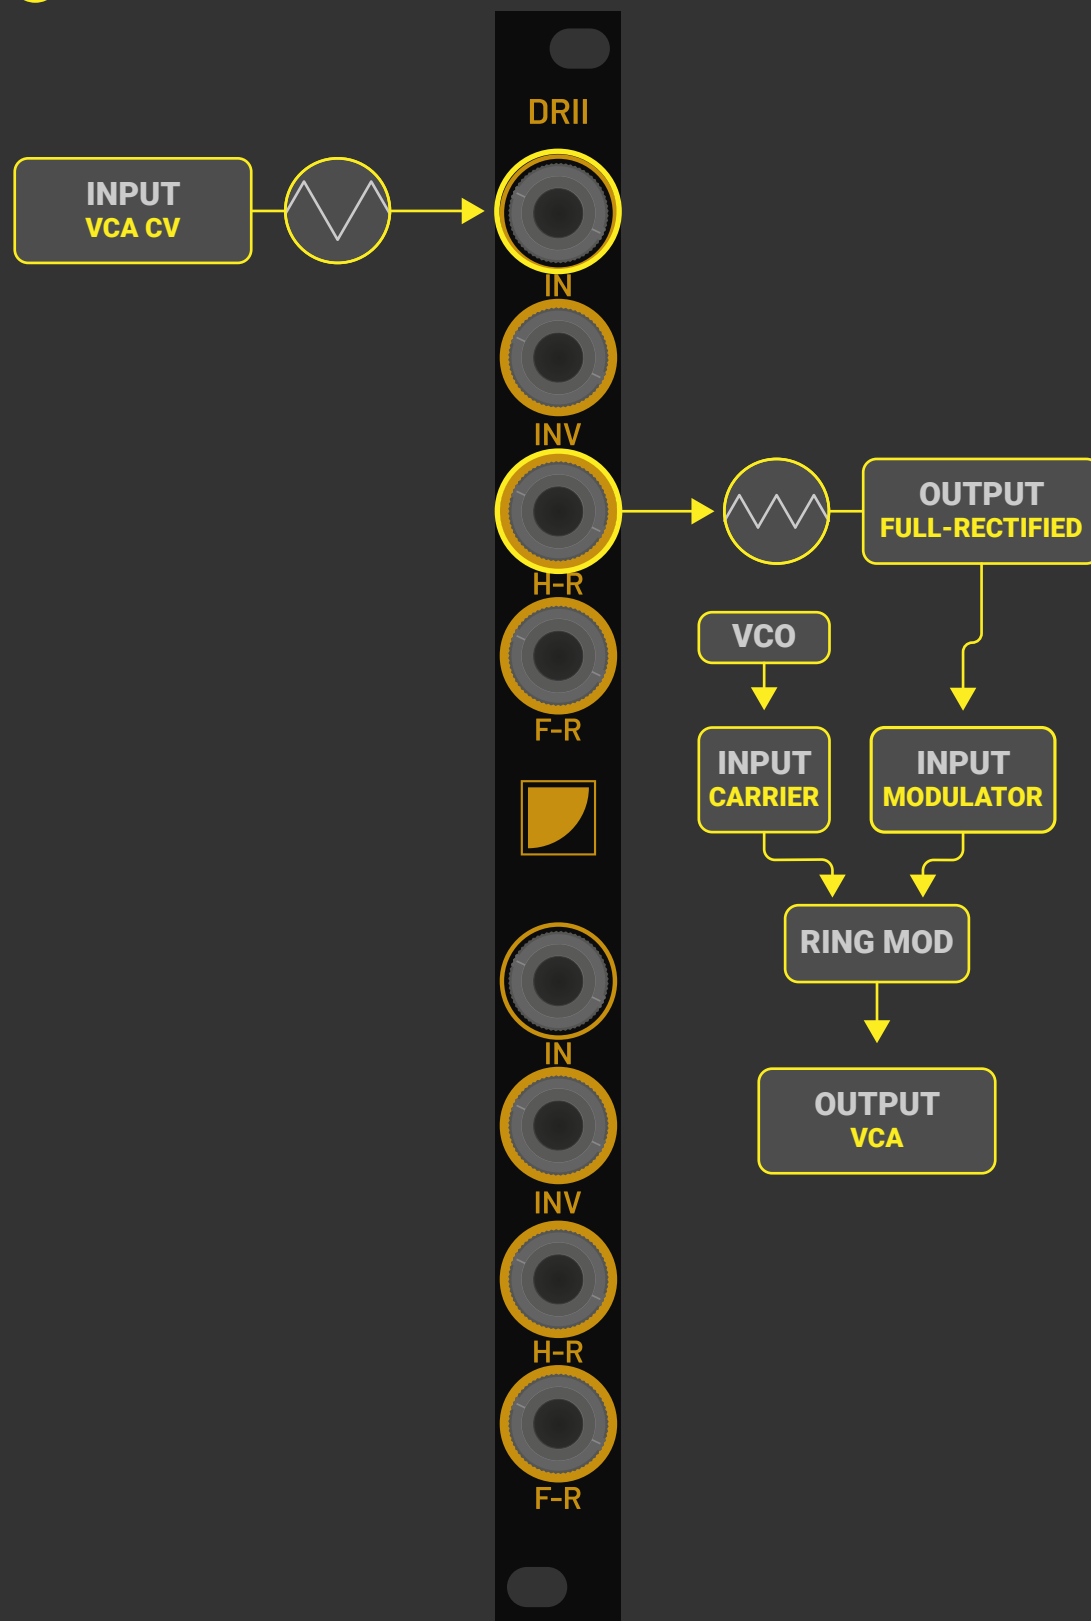 DRII
INPUT
VCA CV
IN
INV
OUTPUT
FULL-RECTIFIED
H-R
VCO
F-R
INPUT
CARRIER
INPUT
MODULATOR
RING MOD
IN
OUTPUT
VCA
INV
H-R
F-R